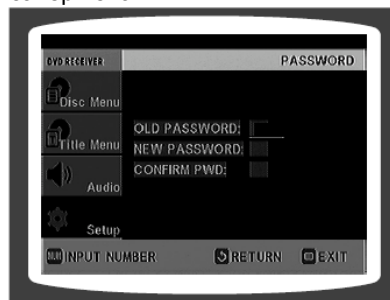 DVD RECEIVER
PASSWORD
Disc Menu
Title Menu
Audio
Setup
OLD PASSWORD:
NEW PASSWORD:
CONFIRM PWD:
NUM INPUT NUMBER
RETURN
EXIT